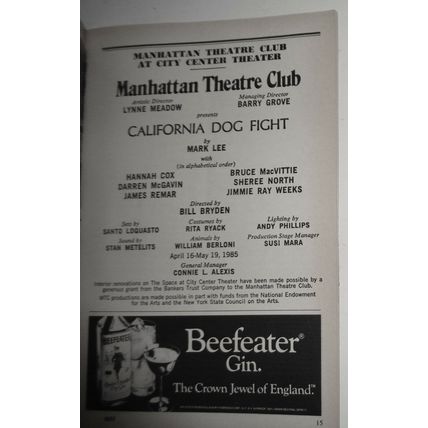 MANHATTAN THEATRE CLUB
AT CITY CENTER THEATER
Manhattan Theatre Club
Artistic Director
LYNNE MEADOW
Managing Director
BARRY GROVE
presents
CALIFORNIA DOG FIGHT
by
MARK LEE
with
(in alphabetical order)
HANNAH COX
BRUCE MacVITTIE
DARREN McGAVIN
SHEREE NORTH
JAMES REMAR
JIMMIE RAY WEEKS
Directed by
BILL BRYDEN
Sets by
SANTO LOQUASTO
Costumes by
RITA RYACK
Lighting by
ANDY PHILLIPS
Sound by
STAN METELITS
Animals by
WILLIAM BERLONI
Production Stage Manager
SUSI MARA
April 16-May 19, 1985
General Manager
CONNIE L. ALEXIS
Interior renovations on The Space at City Center Theater have been made possible by a
generous grant from the Bankers Trust Company to the Manhattan Theatre Club.
MTC productions are made possible in part with funds from the National Endowment
for the Arts and the New York State Council on the Arts.
BEEFEATER
Beefeater®
Gin.
The Crown Jewel of England.™
15